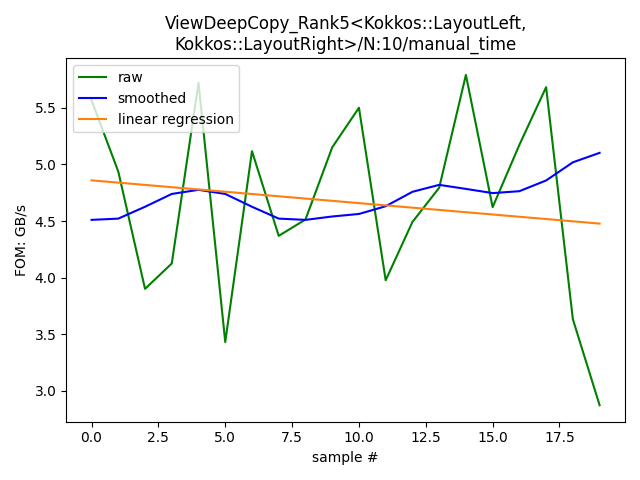 ViewDeepCopy_Rank5<Kokkos::LayoutLeft,
Kokkos::LayoutRight>/N:10/manual_time
raw
smoothed
linear regression
FOM: GB/s
5.5
5.0
4.5
4.0
3.5
3.0
0.0 2.5 5.0 7.5 10.0 12.5 15.0 17.5
sample #